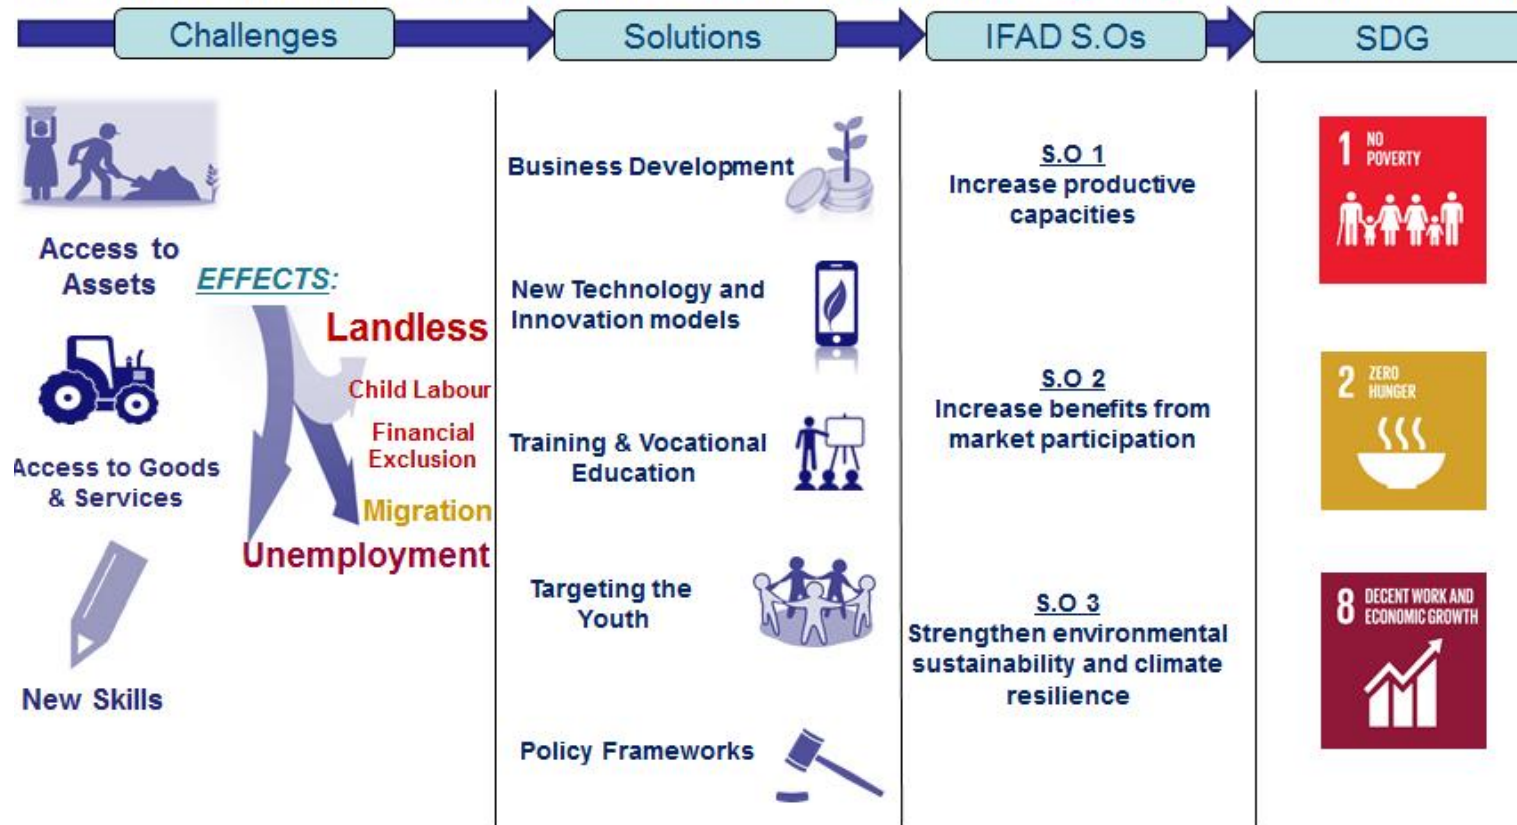 Challenges
Solutions
IFAD S.Os
SDG
Access to
Assets
Access to Goods
& Services
New Skills
EFFECTS:
Landless
Child Labour
Financial
Exclusion
Migration
Unemployment
Business Development
New Technology and
Innovation models
Training & Vocational
Education
Targeting the
Youth
Policy Frameworks
S.O 1
Increase productive
capacities
S.O 2
Increase benefits from
market participation
S.O 3
Strengthen environmental
sustainability and climate
resilience
1 NO
POVERTY
2 ZERO
HUNGER
8 DECENT WORK AND
ECONOMIC GROWTH